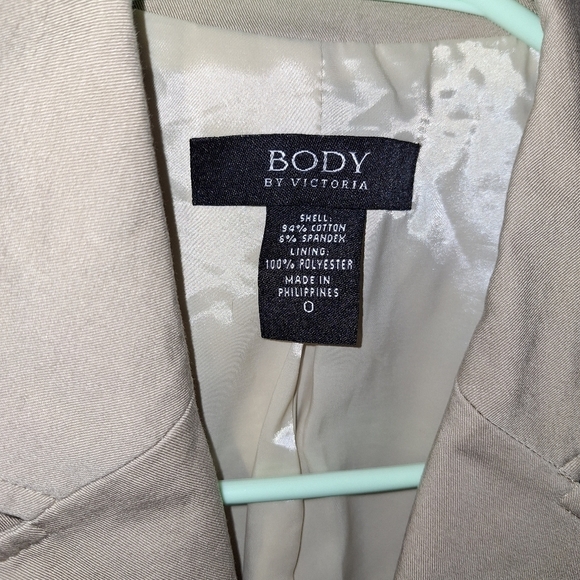 BODY
BY VICTORIA
SHELL:
94% COTTON
6% SPANDEX
LINING:
100% POLYESTER
MADE IN
PHILIPPINES
0